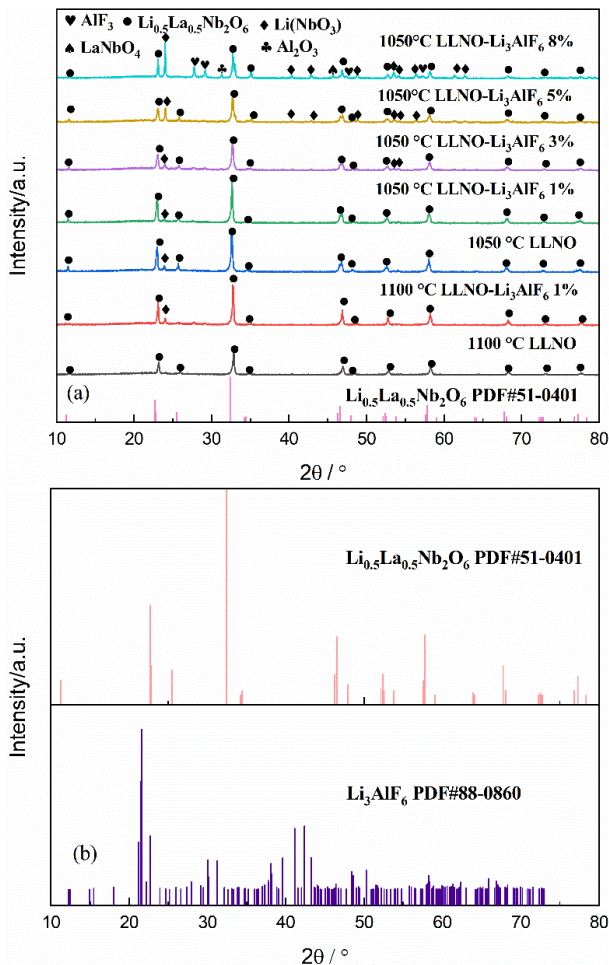 ♥ AlF₃ ● Li₀.₅La₀.₅Nb₂O₆ ♦ Li(NbO₃)
♠ LaNbO₄ ♣ Al₂O₃
1050°C LLNO-Li₃AlF₆ 8%
1050°C LLNO-Li₃AlF₆ 5%
1050 °C LLNO-Li₃AlF₆ 3%
1050 °C LLNO-Li₃AlF₆ 1%
1050 °C LLNO
1100 °C LLNO-Li₃AlF₆ 1%
1100 °C LLNO
(a)
Li₀.₅La₀.₅Nb₂O₆ PDF#51-0401
Intensity/a.u.
10 20 30 40 50 60 70 80
2θ / °
Li₀.₅La₀.₅Nb₂O₆ PDF#51-0401
Intensity/a.u.
Li₃AlF₆ PDF#88-0860
(b)
10 20 30 40 50 60 70 80
2θ / °